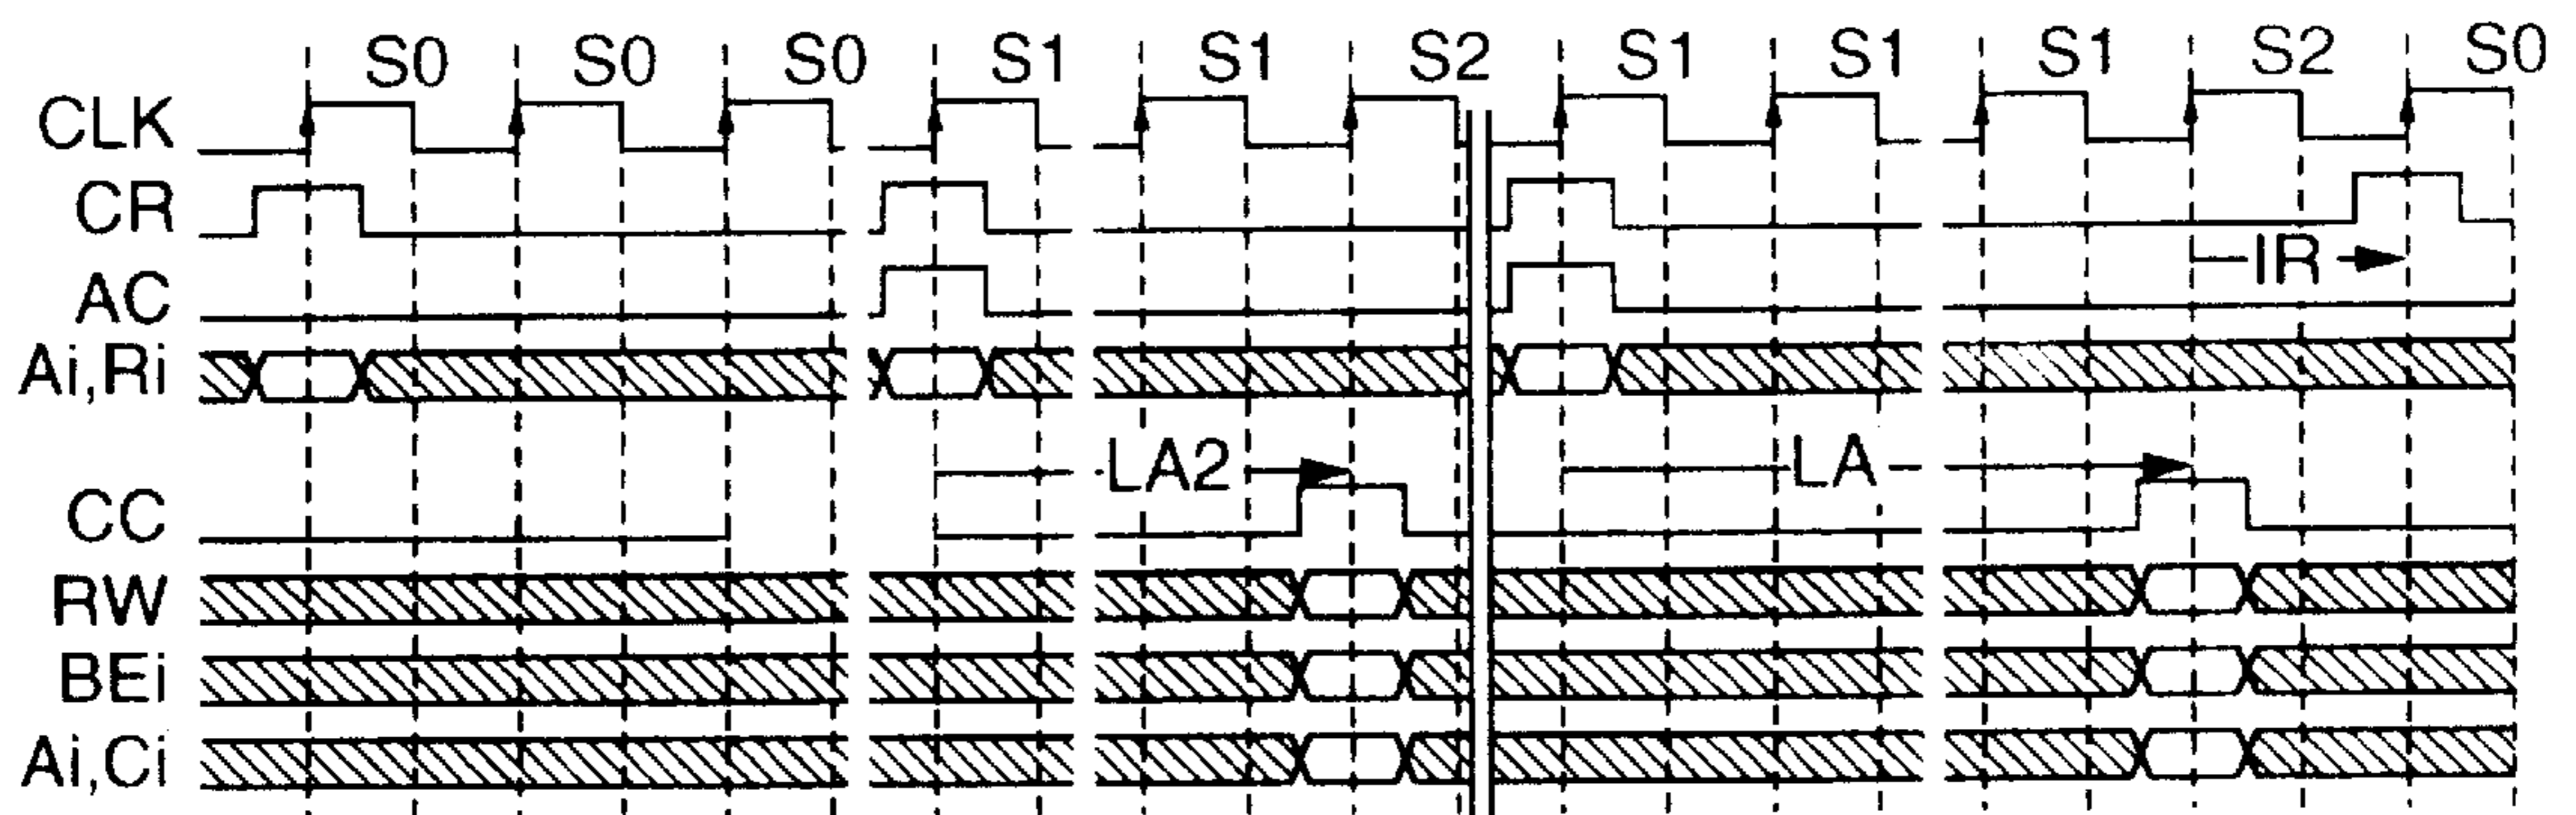 S0 S0 S0 S1 S1 S2 S1 S1 S1 S2 S0
CLK
CR
IR
AC
Ai,Ri
LA2 LA
CC
RW
BEi
Ai,Ci